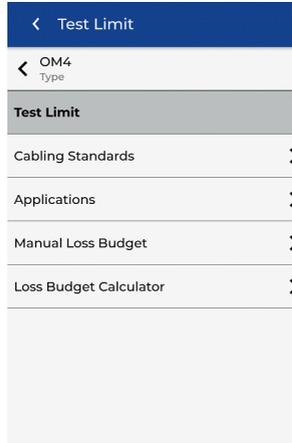 Test Limit
OM4
Type
Test Limit
Cabling Standards
Applications
Manual Loss Budget
Loss Budget Calculator